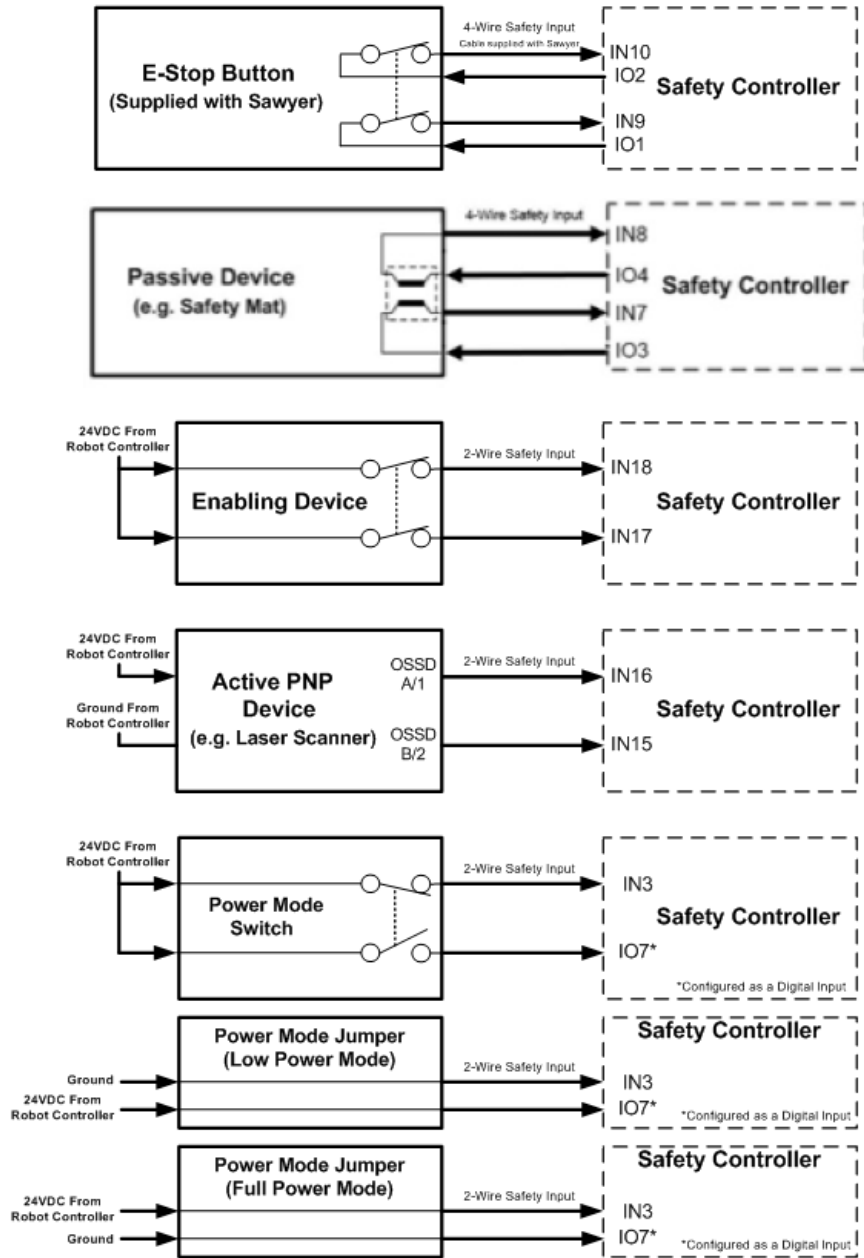 4-Wire Safety Input
Cable supplied with Sawyer
E-Stop Button
(Supplied with Sawyer)
IN10
IO2
IN9
IO1
Safety Controller
4-Wire Safety Input
Passive Device
(e.g. Safety Mat)
IN8
IO4
IN7
IO3
Safety Controller
24VDC From
Robot Controller
Enabling Device
2-Wire Safety Input
IN18
IN17
Safety Controller
24VDC From
Robot Controller
Ground From
Robot Controller
Active PNP
Device
(e.g. Laser Scanner)
OSSD
A/1
OSSD
B/2
2-Wire Safety Input
IN16
IN15
Safety Controller
24VDC From
Robot Controller
Power Mode
Switch
2-Wire Safety Input
IN3
IO7*
Safety Controller
*Configured as a Digital Input
Power Mode Jumper
(Low Power Mode)
Ground
24VDC From
Robot Controller
2-Wire Safety Input
Safety Controller
IN3
IO7*
*Configured as a Digital Input
Power Mode Jumper
(Full Power Mode)
24VDC From
Robot Controller
Ground
2-Wire Safety Input
Safety Controller
IN3
IO7*
*Configured as a Digital Input